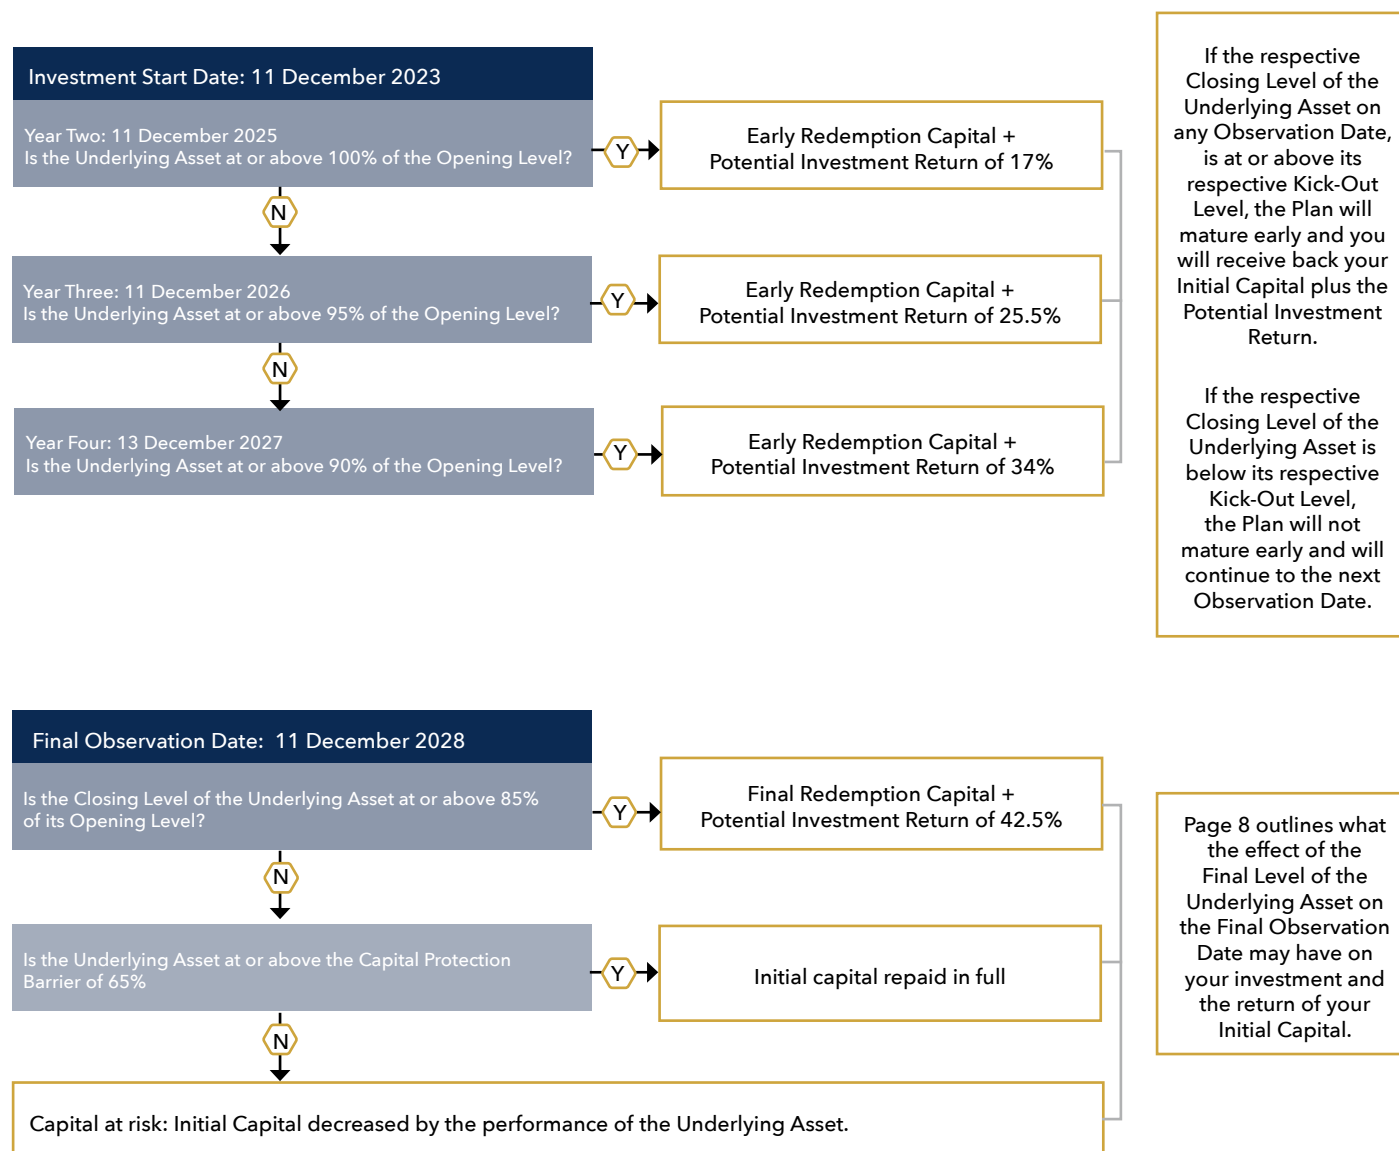 Investment Start Date: 11 December 2023
Year Two: 11 December 2025
Is the Underlying Asset at or above 100% of the Opening Level?
Y
Early Redemption Capital +
Potential Investment Return of 17%
N
Year Three: 11 December 2026
Is the Underlying Asset at or above 95% of the Opening Level?
Y
Early Redemption Capital +
Potential Investment Return of 25.5%
N
Year Four: 13 December 2027
Is the Underlying Asset at or above 90% of the Opening Level?
Y
Early Redemption Capital +
Potential Investment Return of 34%
If the respective
Closing Level of the
Underlying Asset on
any Observation Date,
is at or above its
respective Kick-Out
Level, the Plan will
mature early and you
will receive back your
Initial Capital plus the
Potential Investment
Return.
If the respective
Closing Level of the
Underlying Asset is
below its respective
Kick-Out Level,
the Plan will not
mature early and will
continue to the next
Observation Date.
Final Observation Date: 11 December 2028
Is the Closing Level of the Underlying Asset at or above 85%
of its Opening Level?
Y
Final Redemption Capital +
Potential Investment Return of 42.5%
N
Is the Underlying Asset at or above the Capital Protection
Barrier of 65%
Y
Initial capital repaid in full
N
Capital at risk: Initial Capital decreased by the performance of the Underlying Asset.
Page 8 outlines what
the effect of the
Final Level of the
Underlying Asset on
the Final Observation
Date may have on
your investment and
the return of your
Initial Capital.